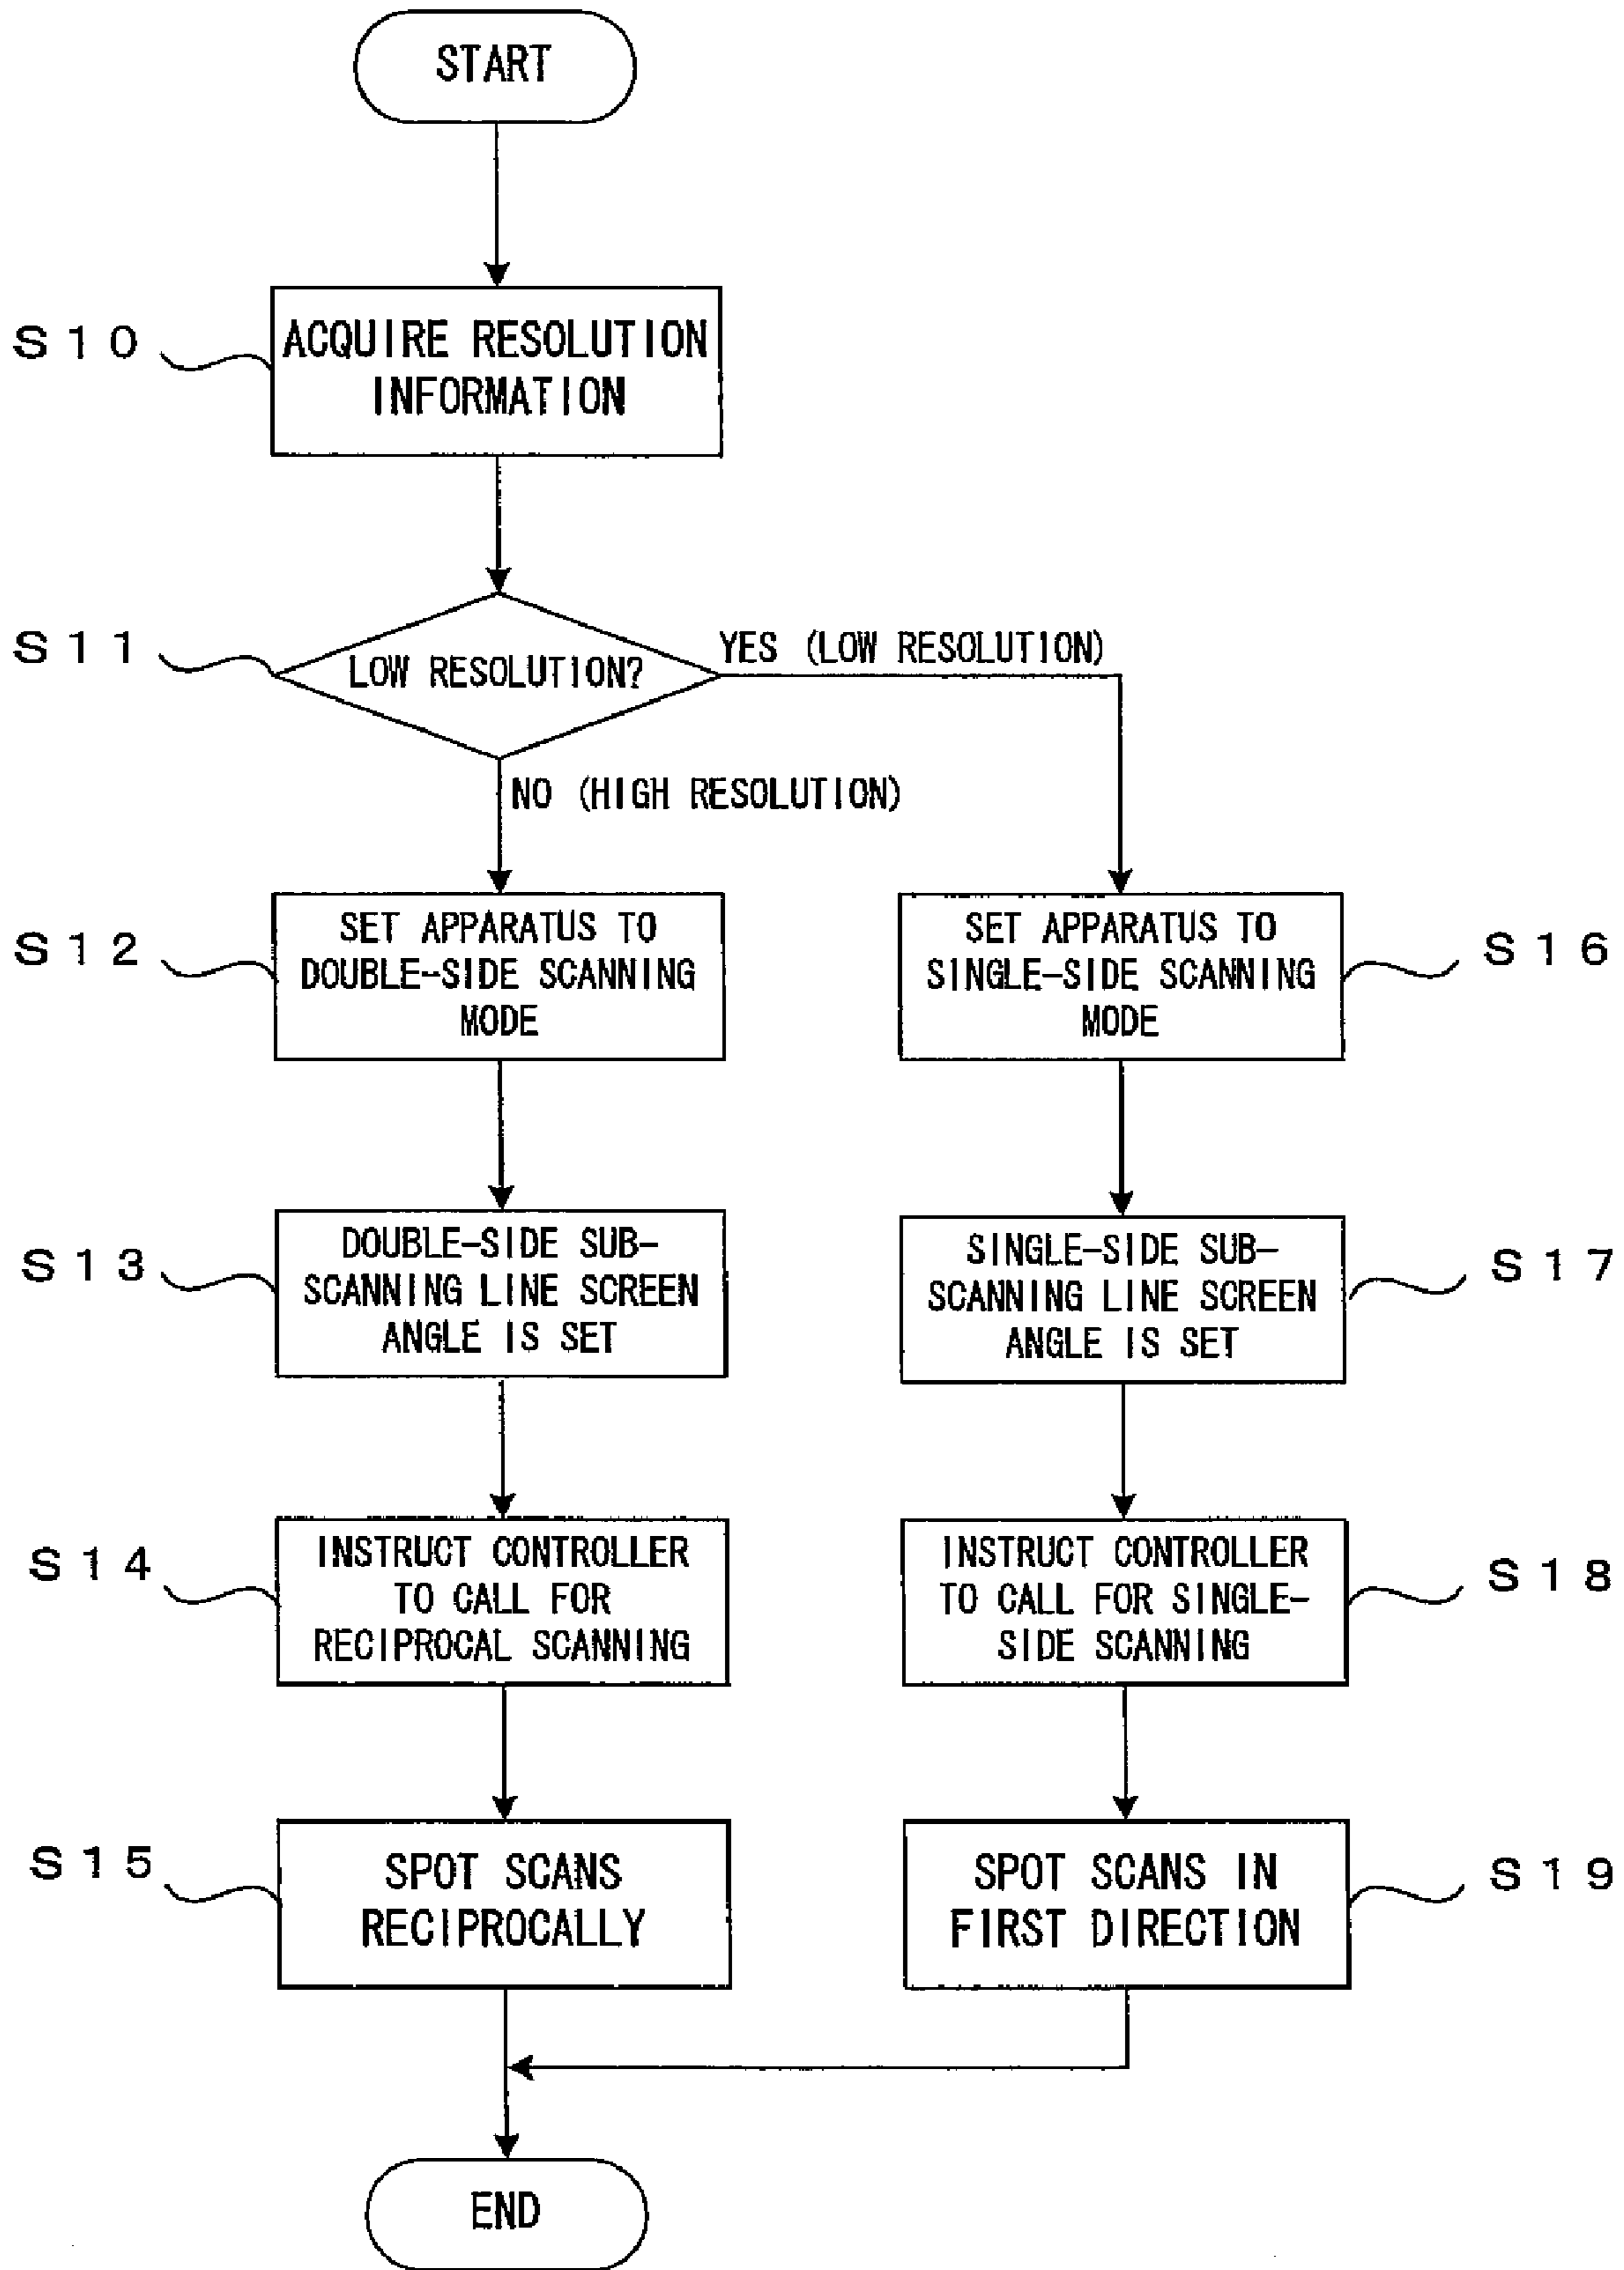 START
S10
ACQUIRE RESOLUTION
INFORMATION
S11
LOW RESOLUTION?
YES (LOW RESOLUTION)
NO (HIGH RESOLUTION)
S12
SET APPARATUS TO
DOUBLE-SIDE SCANNING
MODE
SET APPARATUS TO
SINGLE-SIDE SCANNING
MODE
S16
S13
DOUBLE-SIDE SUB-
SCANNING LINE SCREEN
ANGLE IS SET
SINGLE-SIDE SUB-
SCANNING LINE SCREEN
ANGLE IS SET
S17
S14
INSTRUCT CONTROLLER
TO CALL FOR
RECIPROCAL SCANNING
INSTRUCT CONTROLLER
TO CALL FOR SINGLE-
SIDE SCANNING
S18
S15
SPOT SCANS
RECIPROCALLY
SPOT SCANS IN
FIRST DIRECTION
S19
END